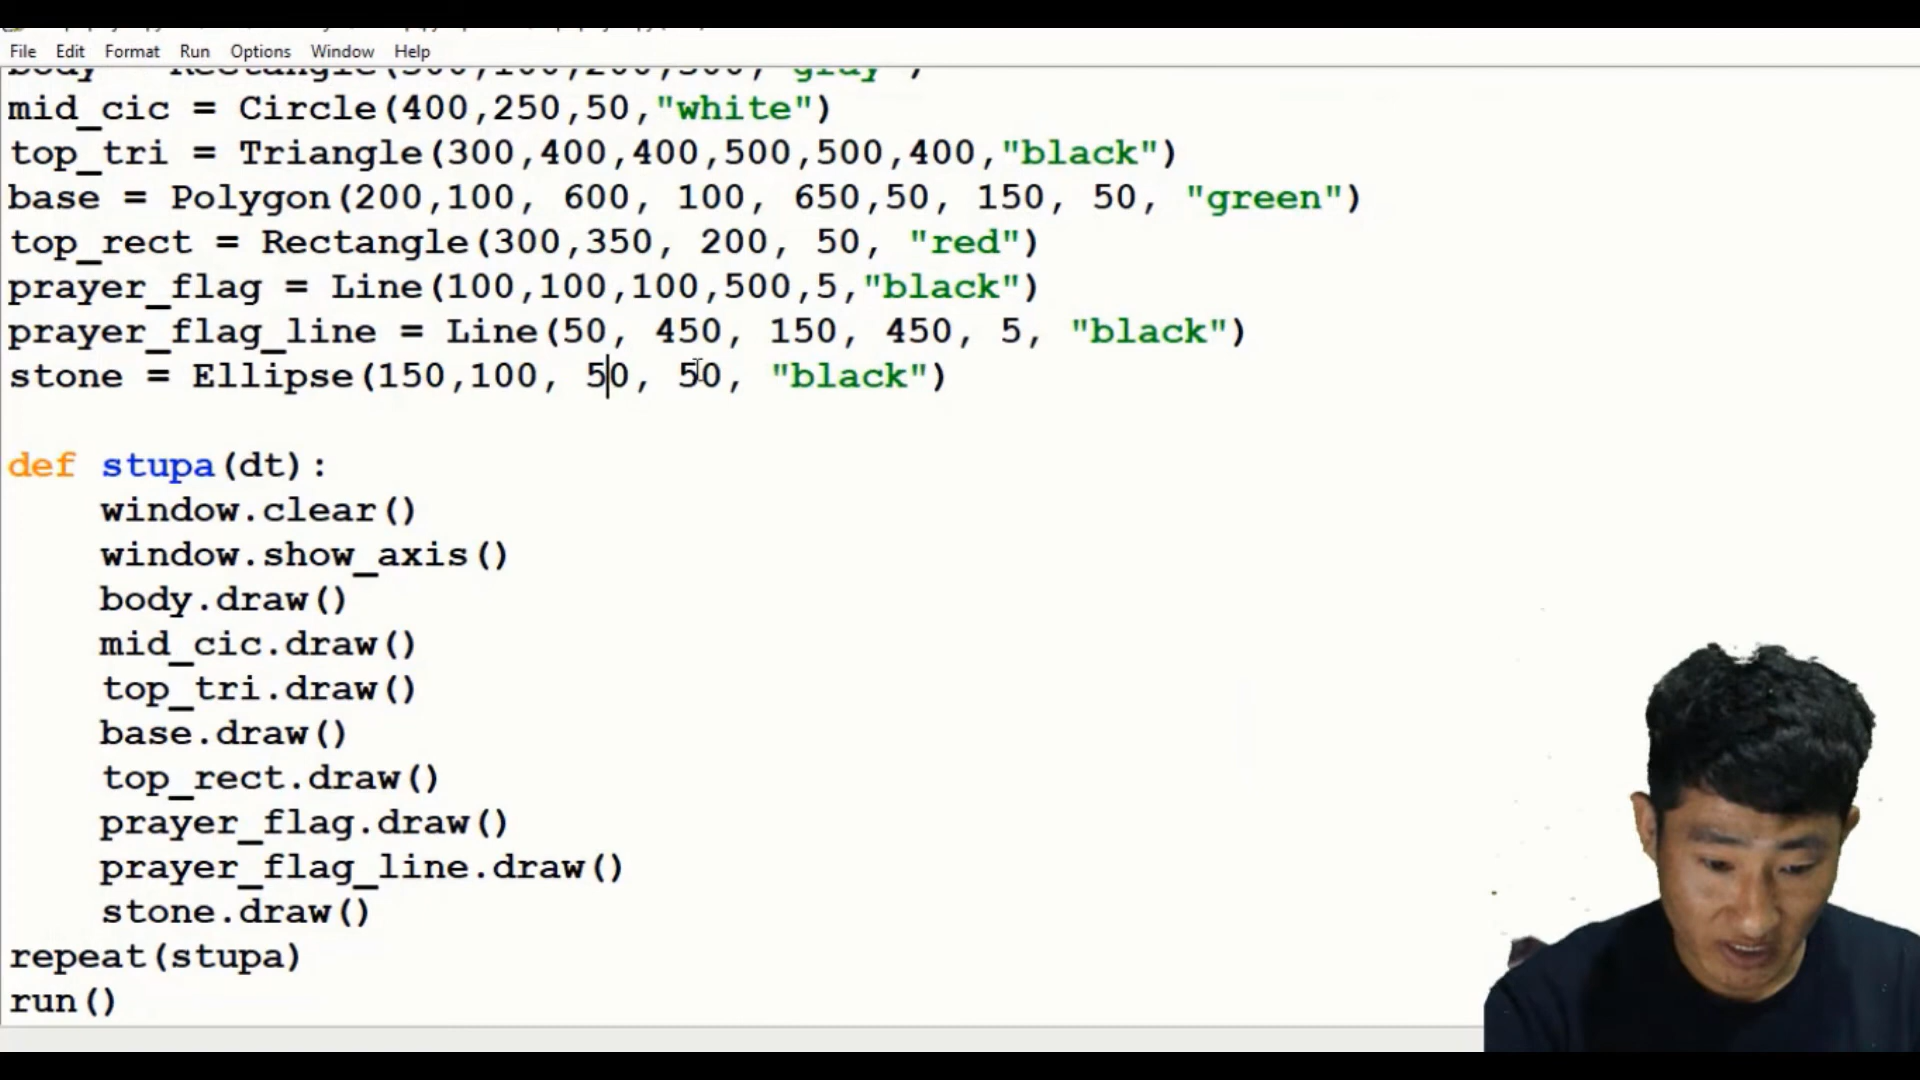 File Edit Format Run Options Window Help
mid_cic = Circle(400,250,50,"white")
top_tri = Triangle(300,400,400,500,500,400,"black")
base = Polygon(200,100, 600, 100, 650,50, 150, 50, "green")
top_rect = Rectangle(300,350, 200, 50, "red")
prayer_flag = Line(100,100,100,500,5,"black")
prayer_flag_line = Line(50, 450, 150, 450, 5, "black")
stone = Ellipse(150,100, 50, 50, "black")
def stupa(dt):
window.clear()
window.show_axis()
body.draw()
mid_cic.draw()
top_tri.draw()
base.draw()
top_rect.draw()
prayer_flag.draw()
prayer_flag_line.draw()
stone.draw()
repeat(stupa)
run()